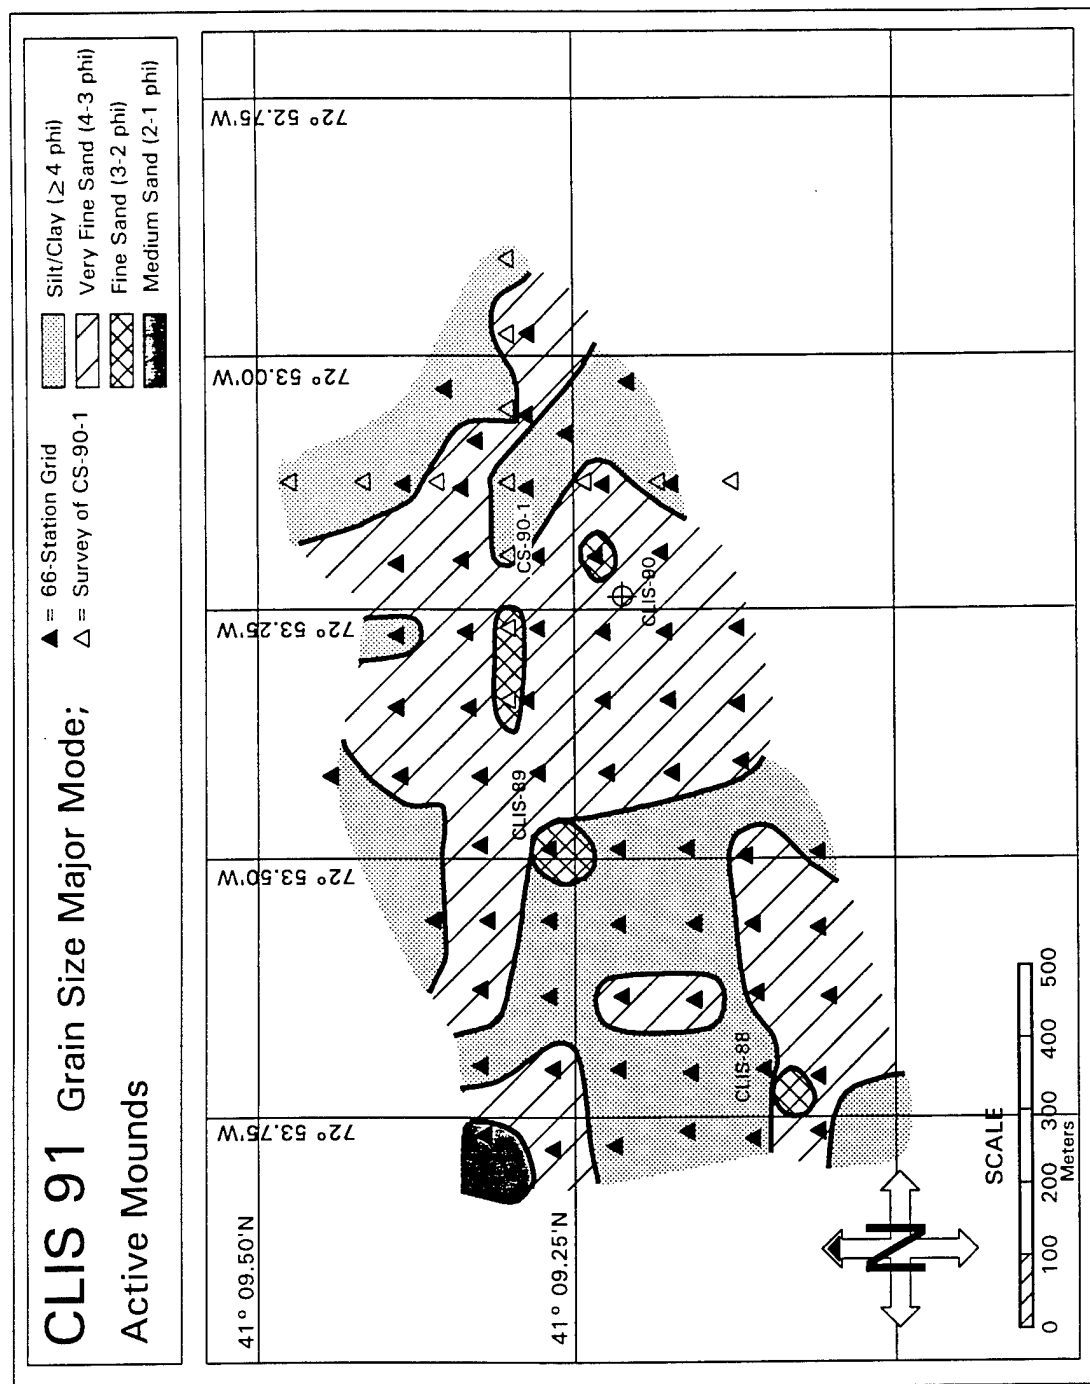 CLIS 91 Grain Size Major Mode;
Active Mounds
▲ = 66-Station Grid
△ = Survey of CS-90-1
Silt/Clay (≥4 phi)
Very Fine Sand (4-3 phi)
Fine Sand (3-2 phi)
Medium Sand (2-1 phi)
41° 09.50'N
41° 09.25'N
72° 53.75'W
72° 53.50'W
72° 53.25'W
72° 53.00'W
72° 52.75'W
CLIS-88
CLIS-89
CS-90-1
CLIS-90
N
SCALE
0 100 200 300 400 500
Meters